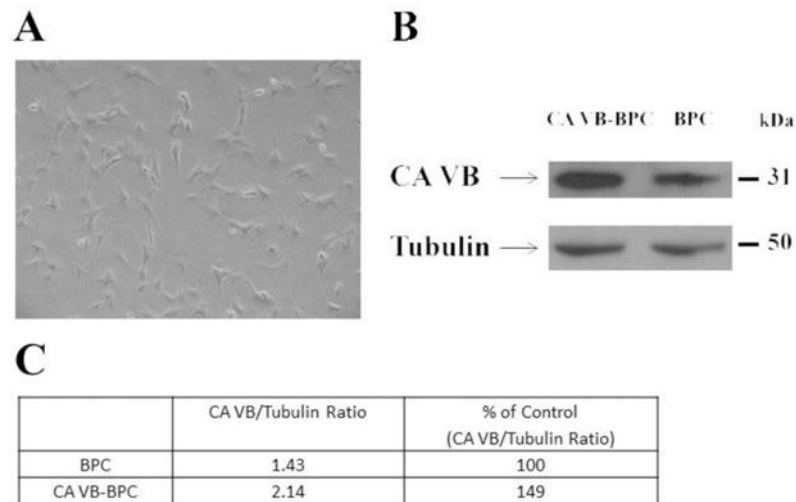 A
B
CA VB-BPC BPC kDa
CA VB → 31
Tubulin → 50
C
CA VB/Tubulin Ratio % of Control
(CA VB/Tubulin Ratio)
BPC 1.43 100
CA VB-BPC 2.14 149